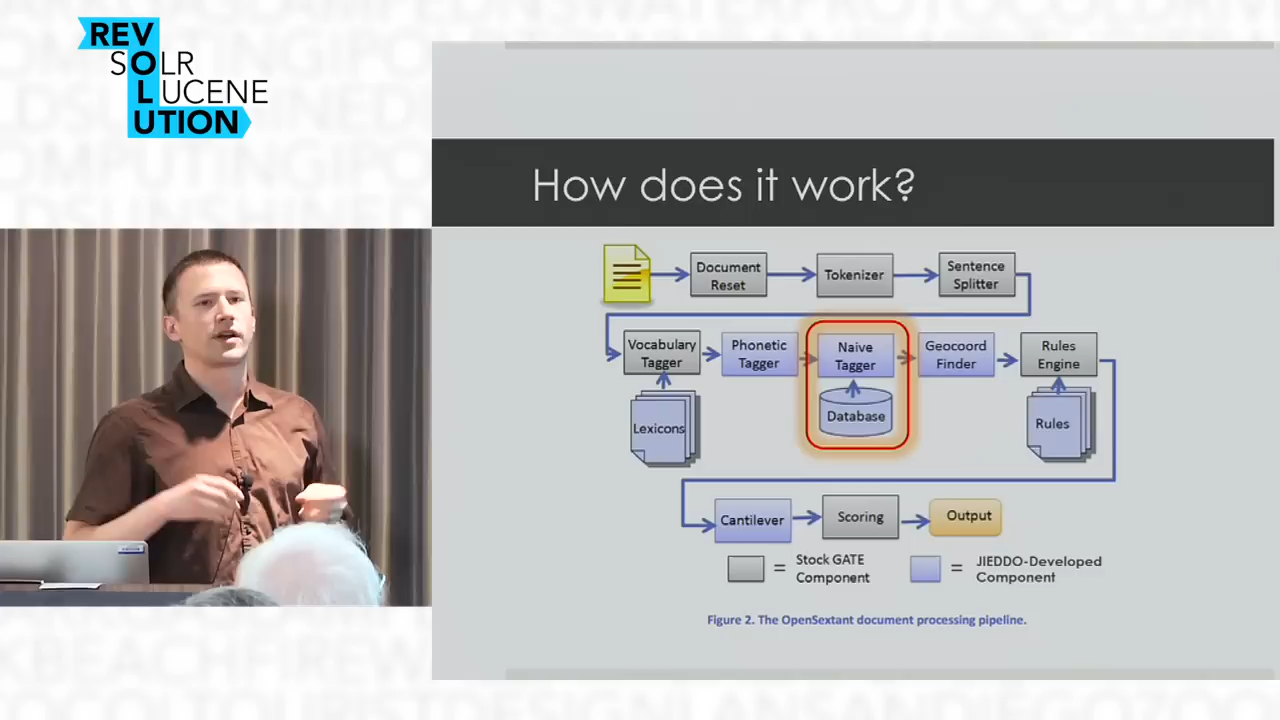 REV
SOLR
LUCENE
UTION
How does it work?
Document
Reset
Tokenizer
Sentence
Splitter
Vocabulary
Tagger
Phonetic
Tagger
Naive
Tagger
Geocoord
Finder
Rules
Engine
Lexicons
Database
Rules
Cantilever
Scoring
Output
= Stock GATE
Component
= JIEDDO-Developed
Component
Figure 2. The OpenSextant document processing pipeline.